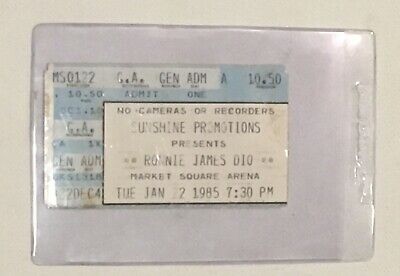 MS0122 G.A. GEN ADM A 10.50
10.50 ADMIT ONE
NO CAMERAS OR RECORDERS
SUNSHINE PROMOTIONS
G.A. PRESENTS
** RONNIE JAMES DIO **
GEN ADM MARKET SQUARE ARENA
22DEC4 TUE JAN 22 1985 7:30 PM